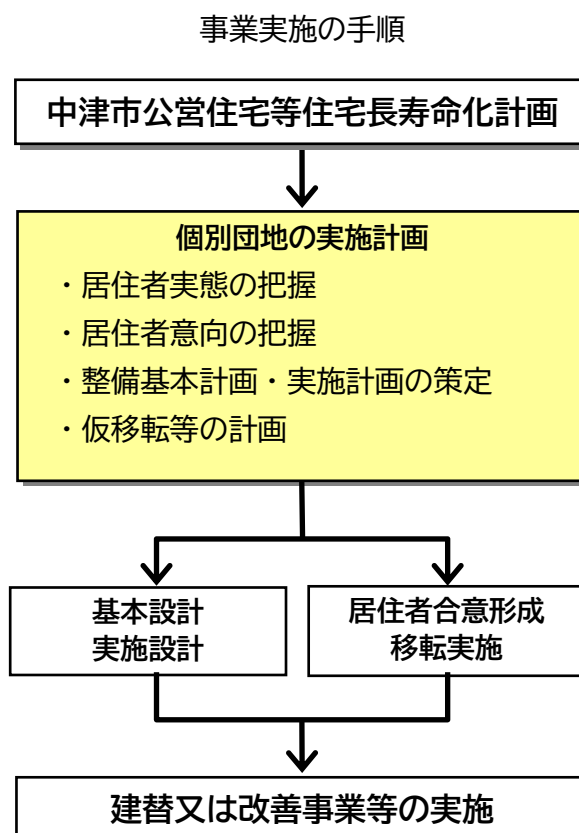 事業実施の手順
中津市公営住宅等住宅長寿命化計画
個別団地の実施計画
・居住者実態の把握
・居住者意向の把握
・整備基本計画・実施計画の策定
・仮移転等の計画
基本設計
実施設計
居住者合意形成
移転実施
建替又は改善事業等の実施